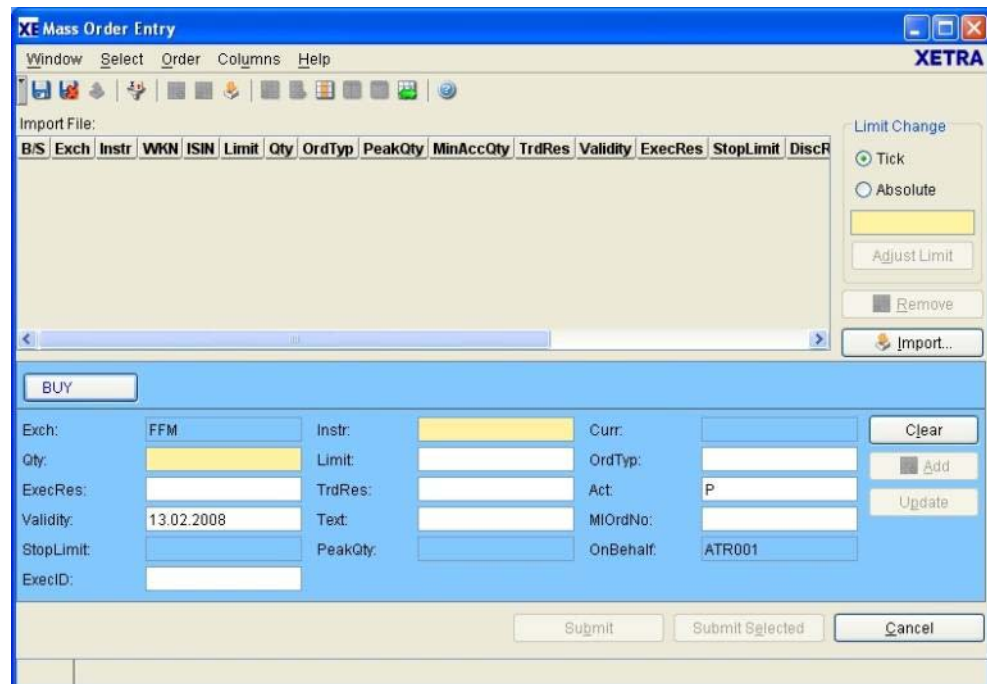 XE Mass Order Entry
Window Select Order Columns Help XETRA
Import File:
B/S Exch Instr WKN ISIN Limit Qty OrdTyp PeakQty MinAccQty TrdRes Validity ExecRes StopLimit DiscR
Limit Change
Tick
Absolute
Adjust Limit
Remove
Import...
BUY
Exch: FFM Instr: Curr: Clear
Qty: Limit: OrdTyp: Add
ExecRes: TrdRes: Act: P Update
Validity: 13.02.2008 Text: MIOrdNo:
StopLimit: PeakQty: OnBehalf: ATR001
ExecID:
Submit Submit Selected Cancel